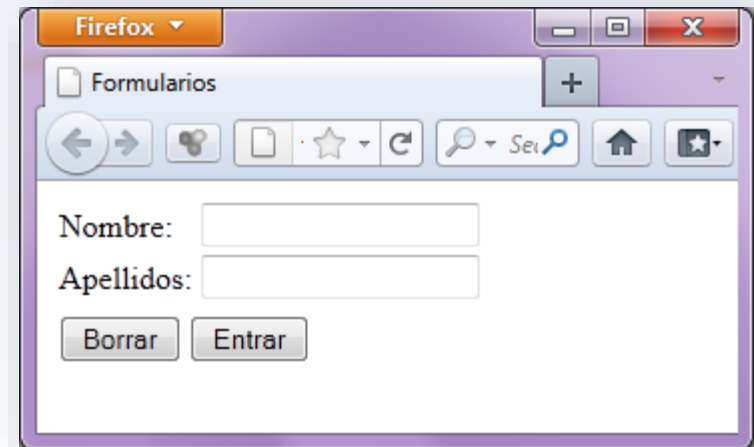 Firefox
Formularios
Nombre:
Apellidos:
Borrar Entrar